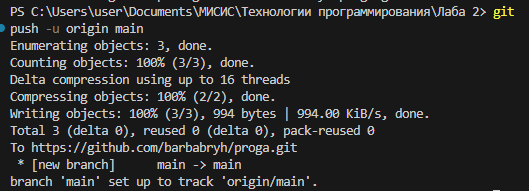 PS C:\Users\user\Documents\МИСИС\Технологии программирования\Лаба 2> git
push -u origin main
Enumerating objects: 3, done.
Counting objects: 100% (3/3), done.
Delta compression using up to 16 threads
Compressing objects: 100% (2/2), done.
Writing objects: 100% (3/3), 994 bytes | 994.00 KiB/s, done.
Total 3 (delta 0), reused 0 (delta 0), pack-reused 0
To https://github.com/barbabryh/proga.git
 * [new branch]      main -> main
branch 'main' set up to track 'origin/main'.